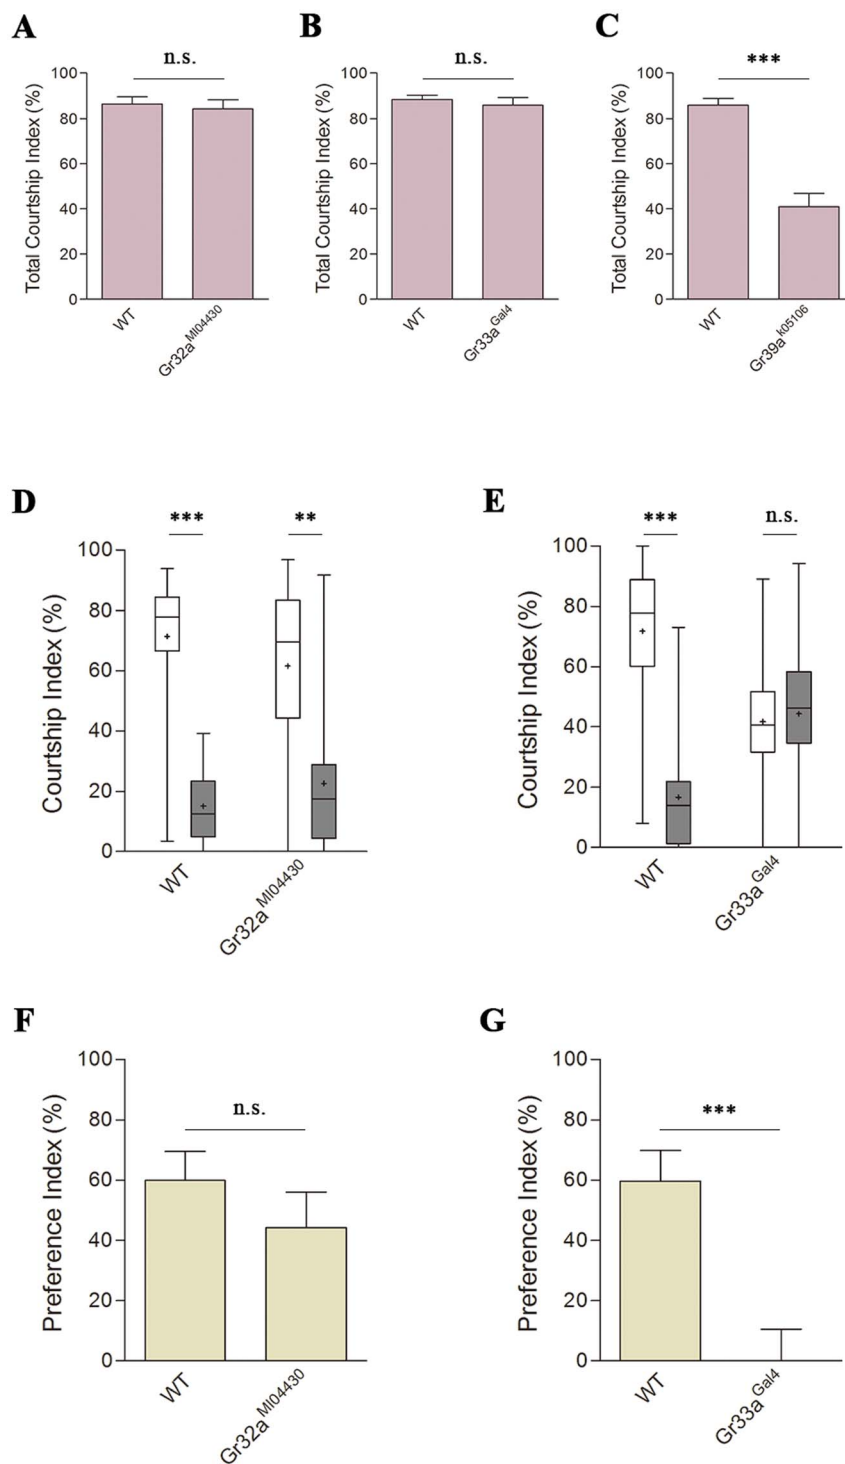 A
n.s.
Total Courtship Index (%)
100
80
60
40
20
0
WT
Gr32a^MI04430
B
n.s.
Total Courtship Index (%)
100
80
60
40
20
0
WT
Gr33a^Gal4
C
***
Total Courtship Index (%)
100
80
60
40
20
0
WT
Gr39a^k05106
D
*** **
Courtship Index (%)
100
80
60
40
20
0
WT
Gr32a^MI04430
E
*** n.s.
Courtship Index (%)
100
80
60
40
20
0
WT
Gr33a^Gal4
F
n.s.
Preference Index (%)
100
80
60
40
20
0
WT
Gr32a^MI04430
G
***
Preference Index (%)
100
80
60
40
20
0
WT
Gr33a^Gal4